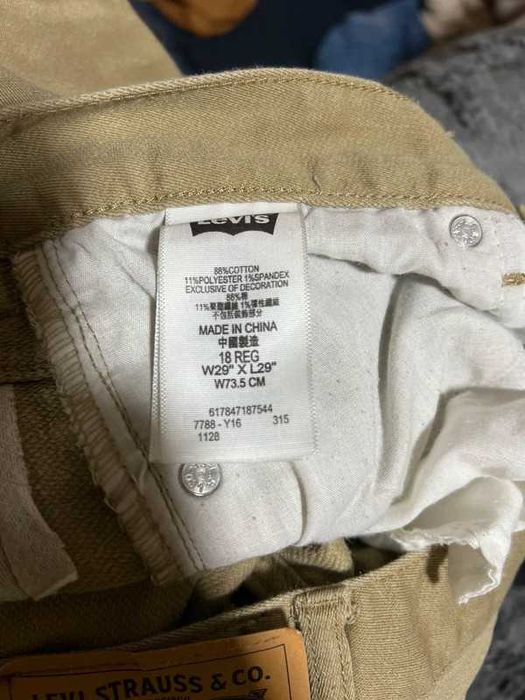 Levi's
88%COTTON
11%POLYESTER 1%SPANDEX
EXCLUSIVE OF DECORATION
88%棉
11%聚酯纖維 1%彈性纖維
不包括裝飾部分
MADE IN CHINA
中國製造
18 REG
W29" X L29"
W73.5 CM
617847187544
7788 - Y16 315
1128
LEVI STRAUSS & CO.